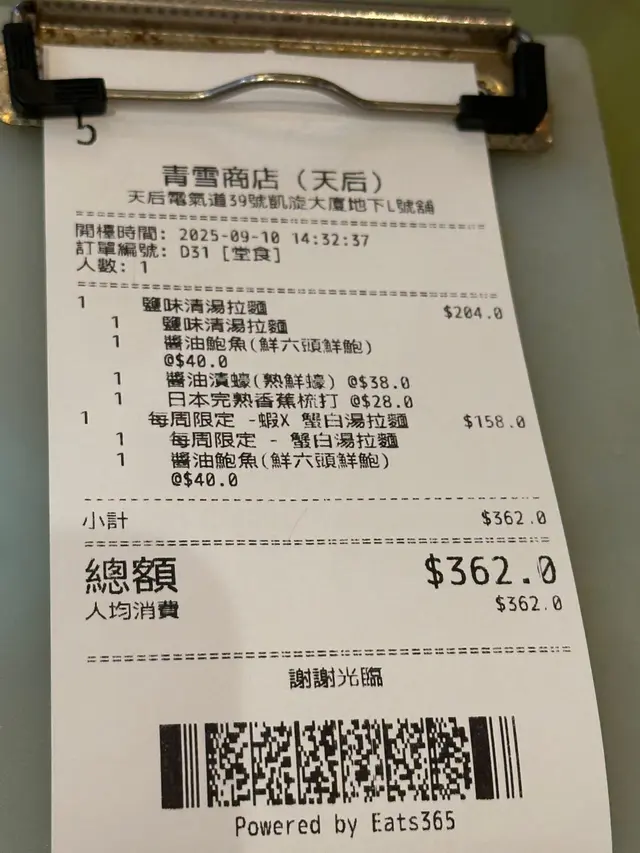 5
青雪商店 (天后)
天后電氣道39號凱旋大廈地下L號舖
開檯時間: 2025-09-10 14:32:37
訂單編號: D31 [堂食]
人數: 1
1 鹽味清湯拉麵 $204.0
1 鹽味清湯拉麵
1 醬油鮑魚(鮮六頭鮮鮑)
@$40.0
1 醬油漬蠔(熟鮮蠔) @$38.0
1 日本完熟香蕉梳打 @$28.0
1 每周限定 -蝦X 蟹白湯拉麵 $158.0
1 每周限定 - 蟹白湯拉麵
1 醬油鮑魚(鮮六頭鮮鮑)
@$40.0
小計 $362.0
總額 $362.0
人均消費 $362.0
謝謝光臨
Powered by Eats365